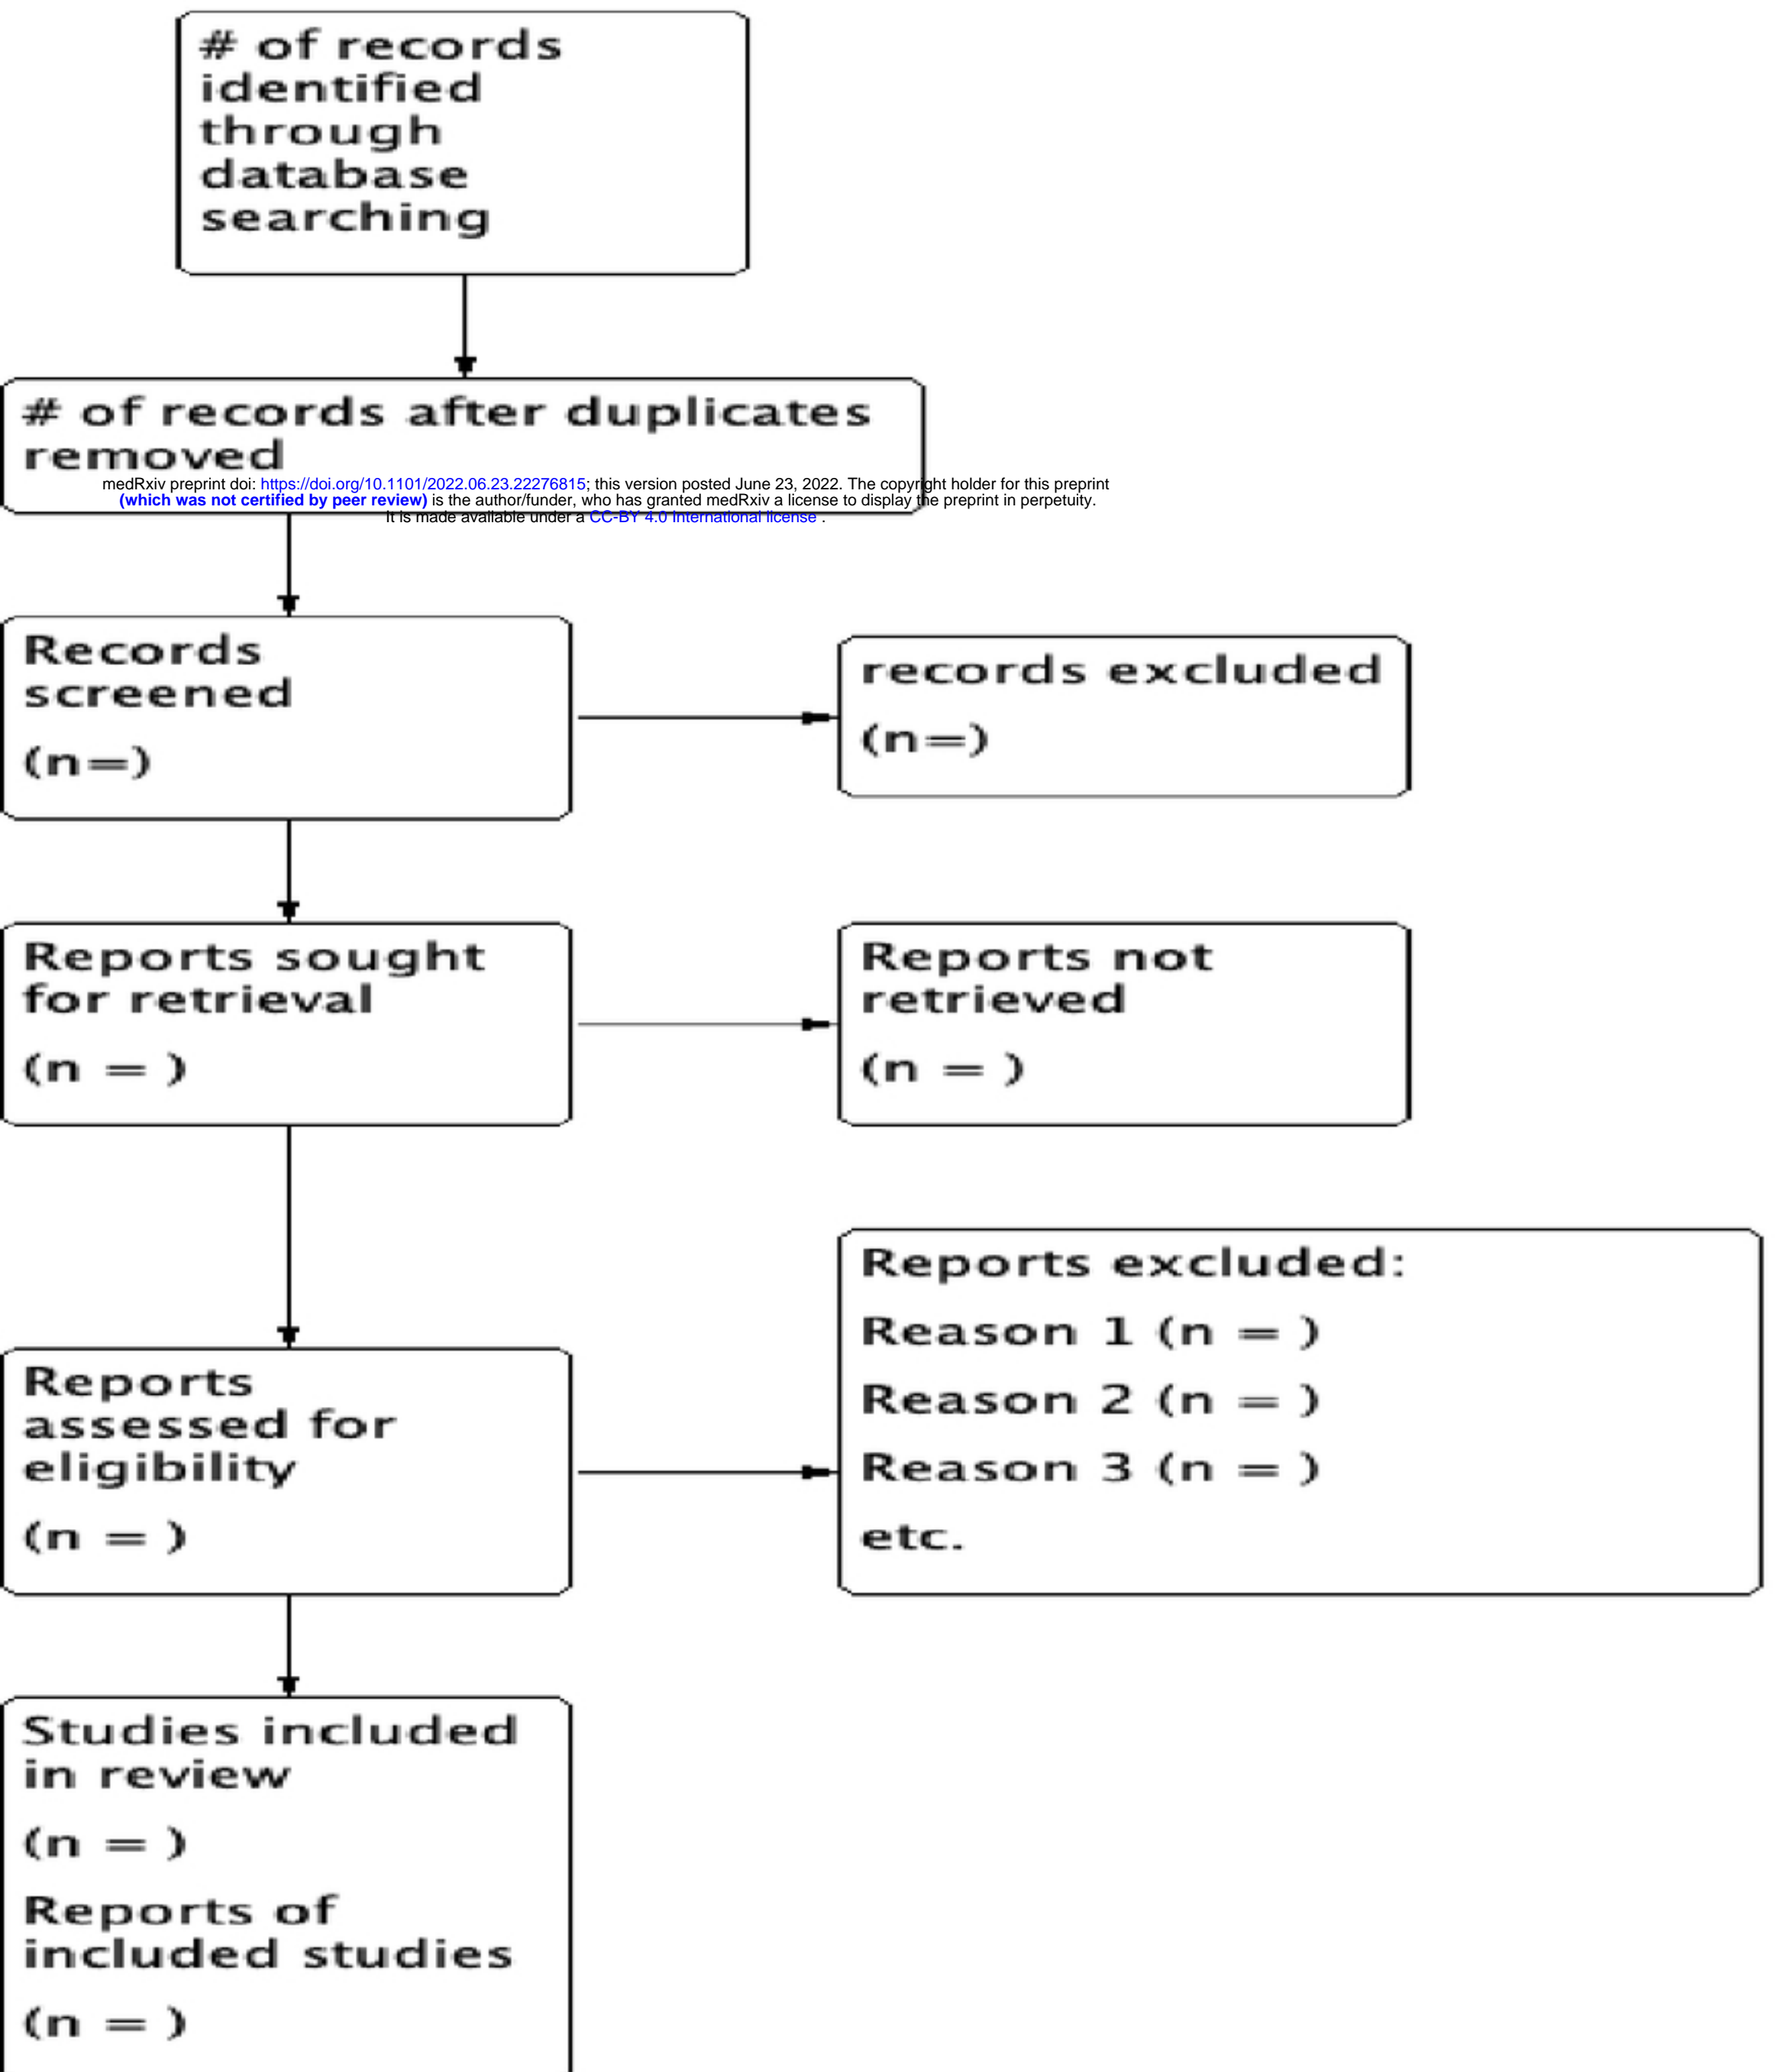 # of records
identified
through
database
searching
# of records after duplicates
removed
medRxiv preprint doi: https://doi.org/10.1101/2022.06.23.22276815; this version posted June 23, 2022. The copyright holder for this preprint
(which was not certified by peer review) is the author/funder, who has granted medRxiv a license to display the preprint in perpetuity.
It is made available under a CC-BY 4.0 International license .
Records
screened
(n=)
records excluded
(n=)
Reports sought
for retrieval
(n = )
Reports not
retrieved
(n = )
Reports
assessed for
eligibility
(n = )
Reports excluded:
Reason 1 (n = )
Reason 2 (n = )
Reason 3 (n = )
etc.
Studies included
in review
(n = )
Reports of
included studies
(n = )